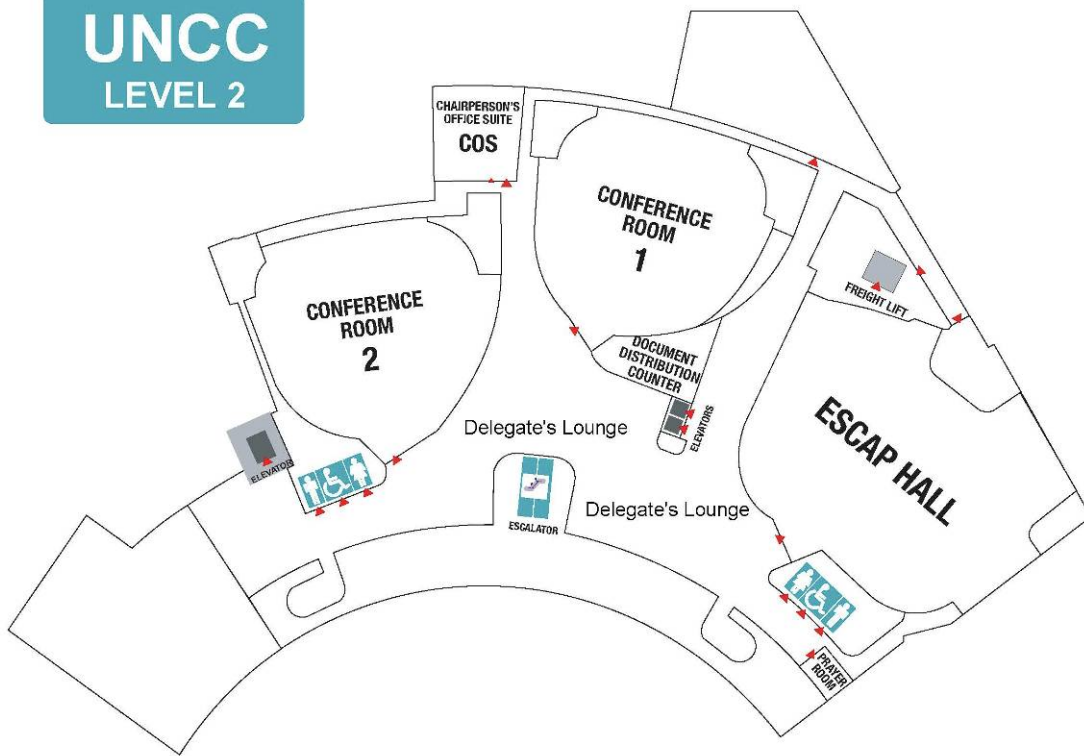 UNCC
LEVEL 2
CHAIRPERSON'S
OFFICE SUITE
COS
CONFERENCE
ROOM
1
CONFERENCE
ROOM
2
FREIGHT LIFT
DOCUMENT
DISTRIBUTION
COUNTER
ELEVATORS
ESCAP HALL
Delegate's Lounge
ELEVATOR
ESCALATOR
Delegate's Lounge
PRAYER
ROOM